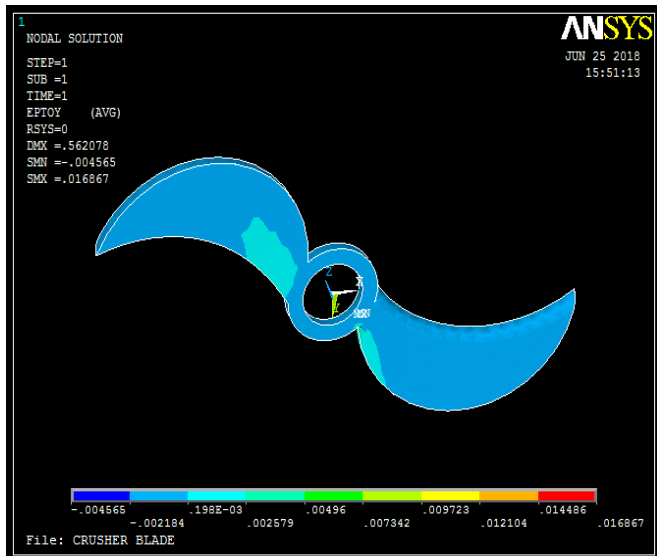 1
NODAL SOLUTION
ANSYS
STEP=1
SUB =1
TIME=1
EPTOY (AVG)
RSYS=0
DMX =.562078
SMN =-.004565
SMX =.016867
JUN 25 2018
15:51:13
Z
X
Y
-.004565 .198E-03 .00496 .009723 .014486
-.002184 .002579 .007342 .012104 .016867
File: CRUSHER BLADE